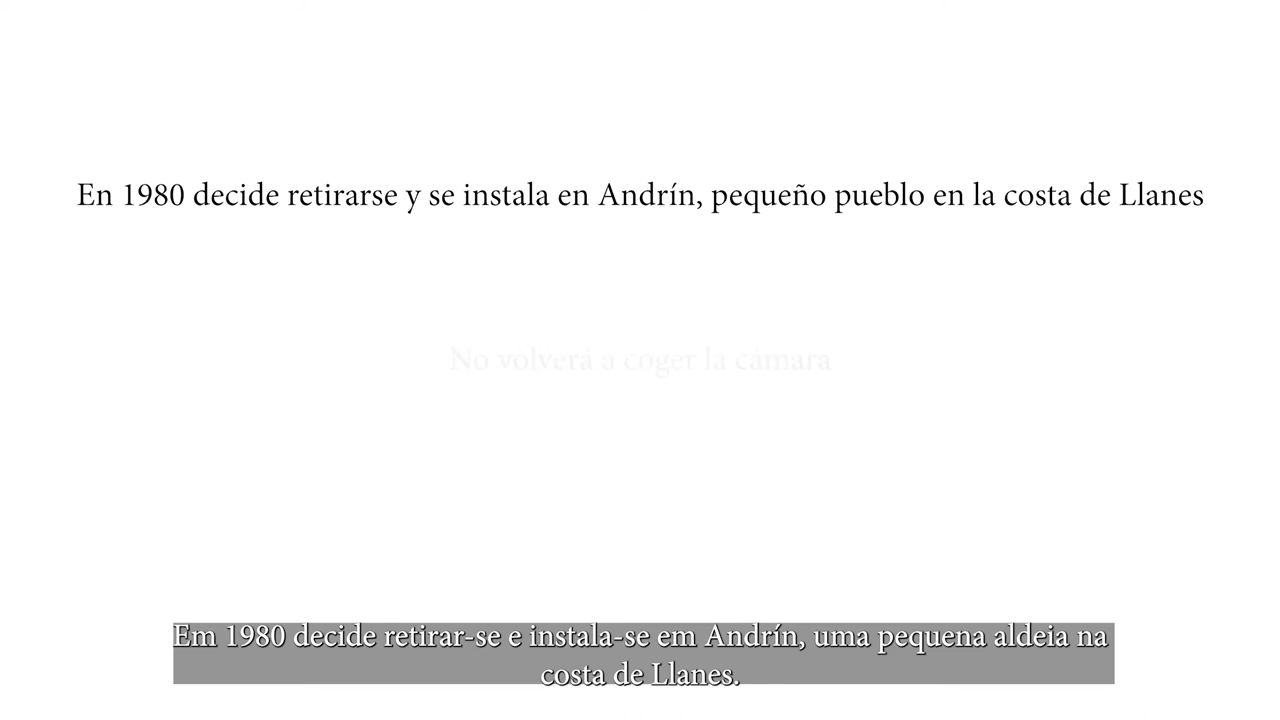 En 1980 decide retirarse y se instala en Andrín, pequeño pueblo en la costa de Llanes
No volverá a coger la cámara
Em 1980 decide retirar-se e instala-se em Andrín, uma pequena aldeia na
costa de Llanes.